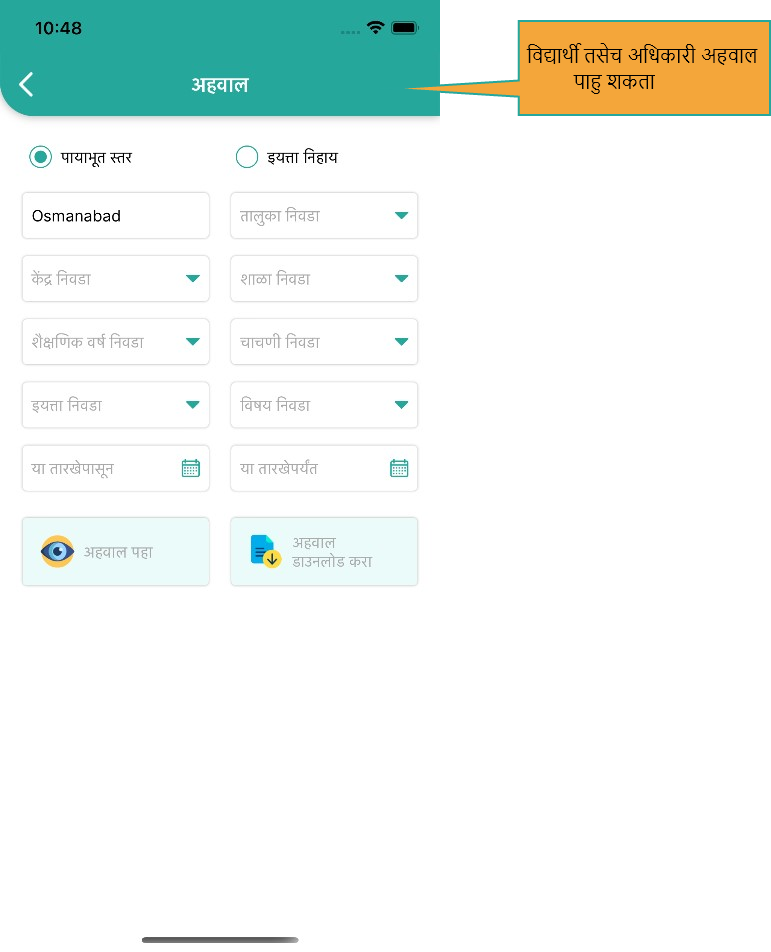 10:48
विद्यार्थी तसेच अधिकारी अहवाल
पाहु शकता
अहवाल
पायाभूत स्तर
इयत्ता निहाय
Osmanabad
तालुका निवडा
केंद्र निवडा
शाळा निवडा
शैक्षणिक वर्ष निवडा
चाचणी निवडा
इयत्ता निवडा
विषय निवडा
या तारखेपासून
या तारखेपर्यंत
अहवाल पहा
अहवाल
डाउनलोड करा